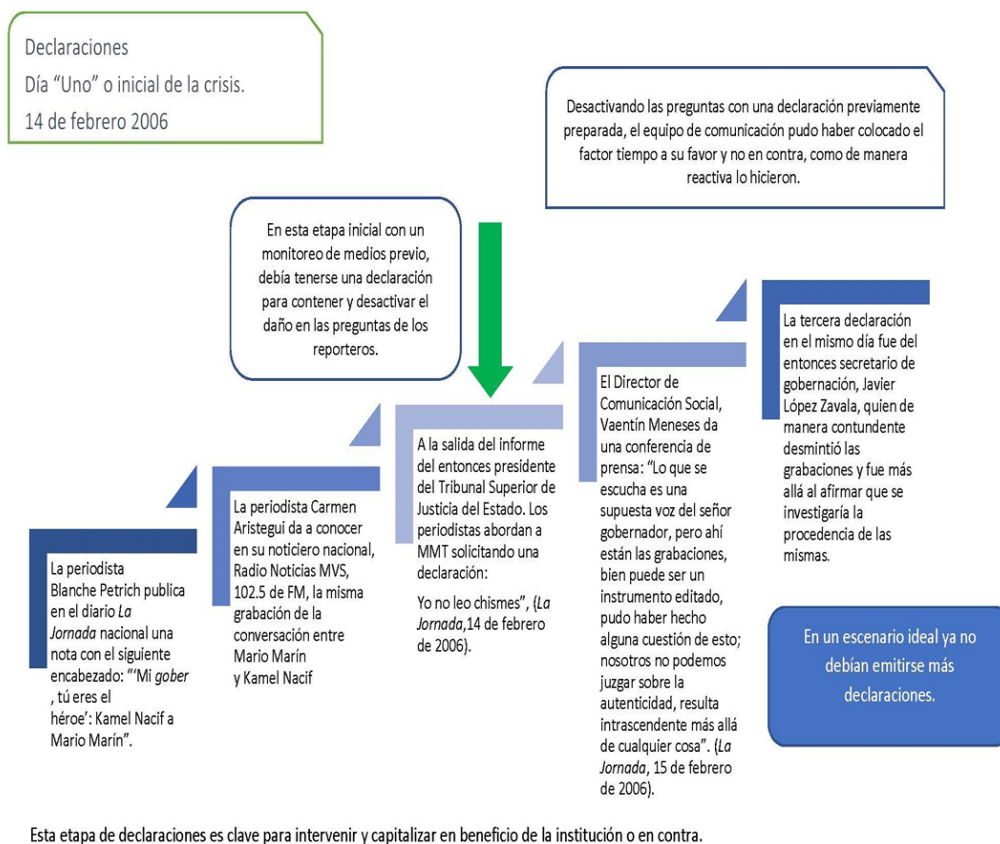 Declaraciones
Día “Uno” o inicial de la crisis.
14 de febrero 2006
Desactivando las preguntas con una declaración previamente
preparada, el equipo de comunicación pudo haber colocado el
factor tiempo a su favor y no en contra, como de manera
reactiva lo hicieron.
En esta etapa inicial con un
monitoreo de medios previo,
debía tenerse una declaración
para contener y desactivar el
daño en las preguntas de los
reporteros.
La periodista
Blanche Petrich publica
en el diario La
Jornada nacional una
nota con el siguiente
encabezado: “‘Mi gober
, tú eres el
héroe’: Kamel Nacif a
Mario Marín”.
La periodista Carmen
Aristegui da a conocer
en su noticiero nacional,
Radio Noticias MVS,
102.5 de FM, la misma
grabación de la
conversación entre
Mario Marín
y Kamel Nacif
A la salida del informe
del entonces presidente
del Tribunal Superior de
Justicia del Estado. Los
periodistas abordan a
MMT solicitando una
declaración:
Yo no leo chismes”, (La
Jornada,14 de febrero
de 2006).
El Director de
Comunicación Social,
Vaentín Meneses da
una conferencia de
prensa: “Lo que se
escucha es una
supuesta voz del señor
gobernador, pero ahí
están las grabaciones,
bien puede ser un
instrumento editado,
pudo haber hecho
alguna cuestión de esto;
nosotros no podemos
juzgar sobre la
autenticidad, resulta
intrascendente más allá
de cualquier cosa”. (La
Jornada, 15 de febrero
de 2006).
La tercera declaración
en el mismo día fue del
entonces secretario de
gobernación, Javier
López Zavala, quien de
manera contundente
desmintió las
grabaciones y fue más
allá al afirmar que se
investigaría la
procedencia de las
mismas.
En un escenario ideal ya no
debían emitirse más
declaraciones.
Esta etapa de declaraciones es clave para intervenir y capitalizar en beneficio de la institución o en contra.